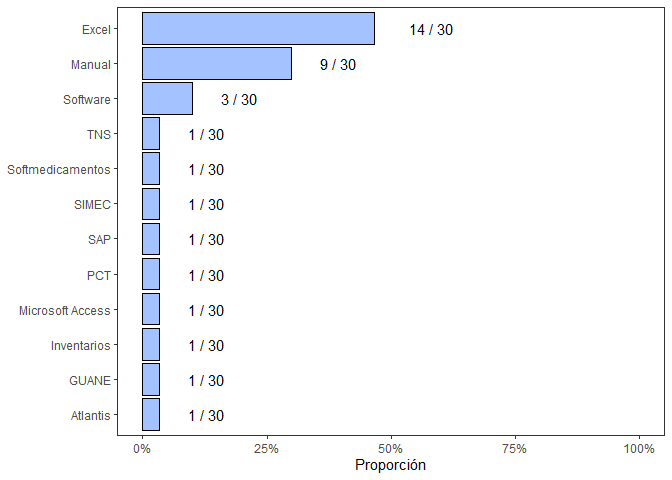 Excel 14 / 30
Manual 9 / 30
Software 3 / 30
TNS 1 / 30
Softmedicamentos 1 / 30
SIMEC 1 / 30
SAP 1 / 30
PCT 1 / 30
Microsoft Access 1 / 30
Inventarios 1 / 30
GUANE 1 / 30
Atlantis 1 / 30
0% 25% 50% 75% 100%
Proporción